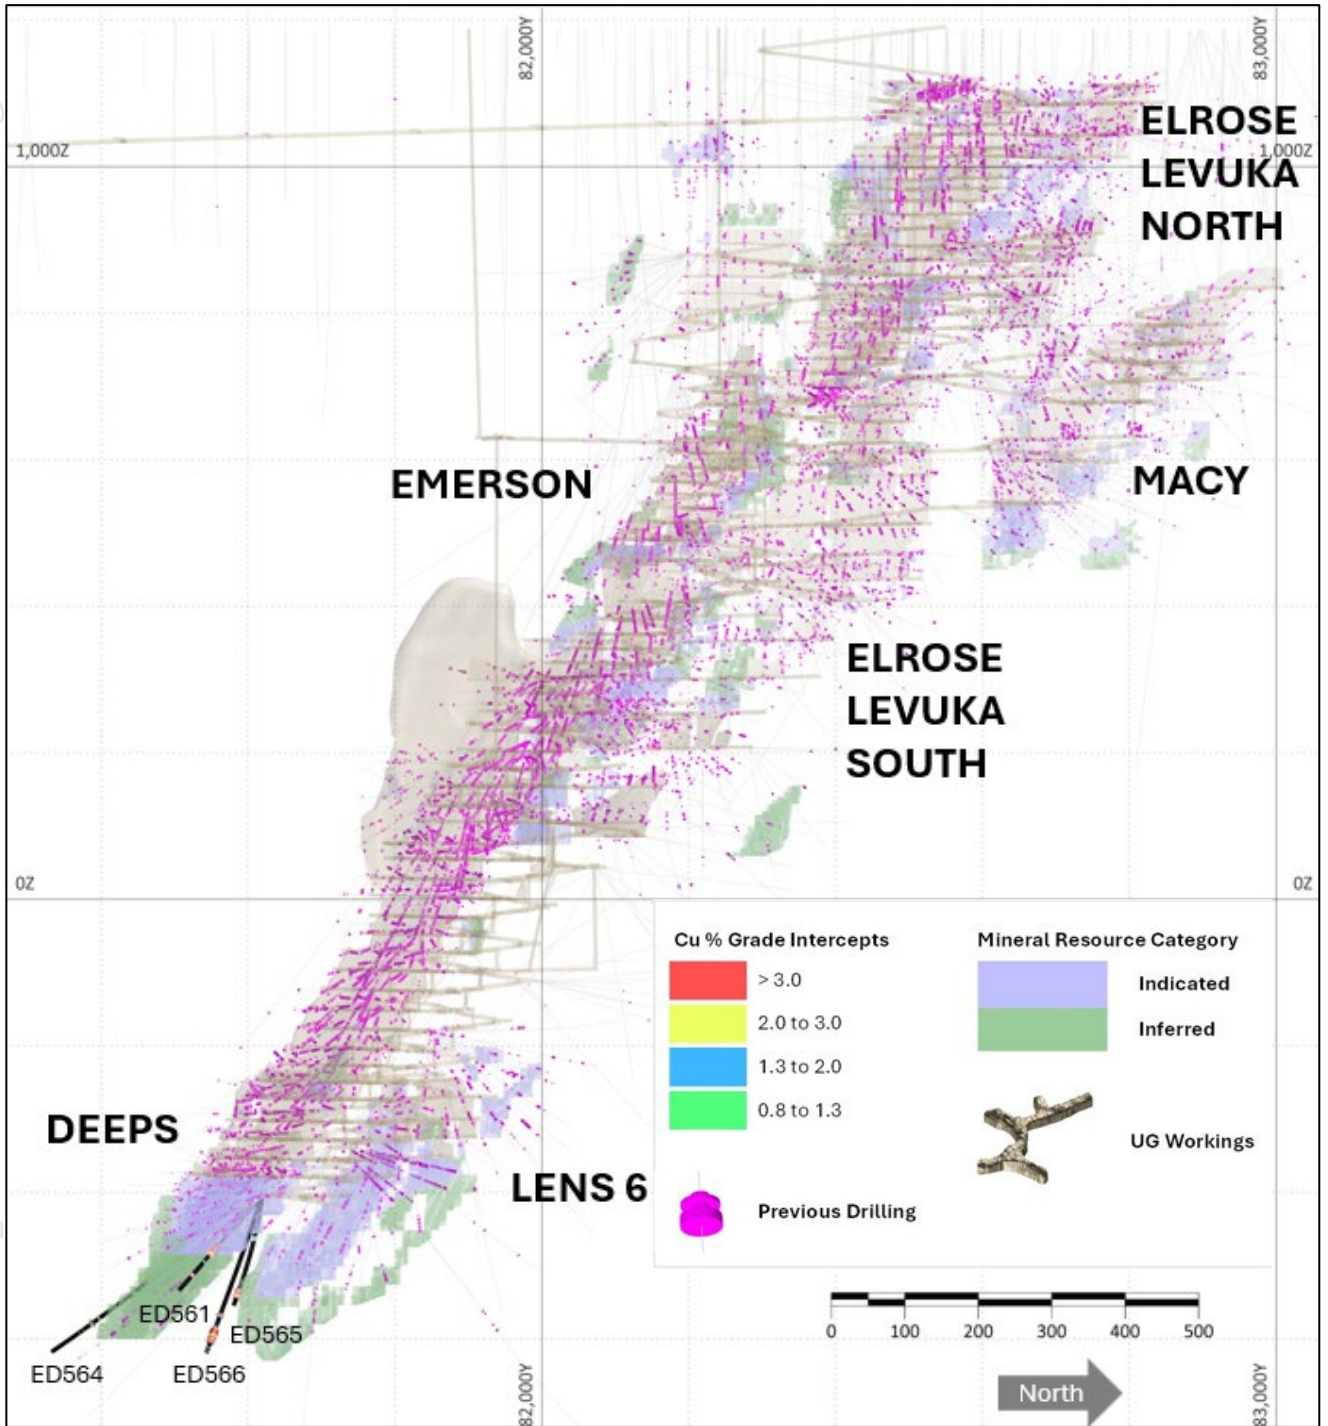 82,000Y
83,000Y
1,000Z
1,000Z
ELROSE
LEVUKA
NORTH
EMERSON
MACY
ELROSE
LEVUKA
SOUTH
0Z
0Z
Cu % Grade Intercepts
> 3.0
2.0 to 3.0
1.3 to 2.0
0.8 to 1.3
Previous Drilling
Mineral Resource Category
Indicated
Inferred
UG Workings
DEEPS
LENS 6
ED561
ED565
ED564
ED566
0 100 200 300 400 500
North
82,000Y
83,000Y